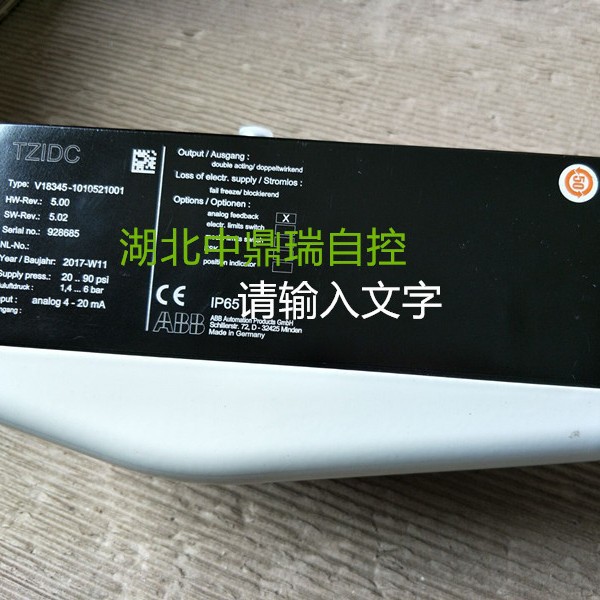 TZIDC
Type: V18345-1010521001
HW-Rev.: 5.00
SW-Rev.: 5.02
Serial no.: 928685
NL-No.:
Year / Baujahr: 2017-W11
Supply press.: 20 .. 90 psi
Zuluftdruck: 1,4 .. 6 bar
Input: analog 4 - 20 mA
Output / Ausgang :
double acting/ doppeltwirkend
Loss of electr. supply / Stromlos :
fail freeze/ blockierend
Options / Optionen :
analog feedback X
electr. limits switch
position indicator
湖北中鼎瑞自控
请输入文字
CE
IP65
ABB
ABB Automation Products GmbH
Schillerstr. 72, D - 32425 Minden
Made in Germany
50